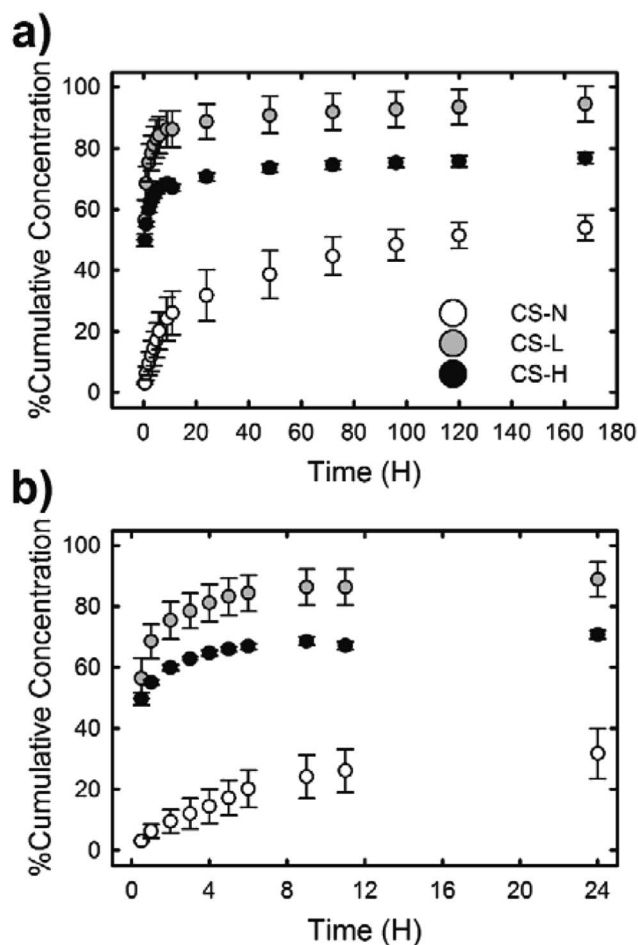 a)
%Cumulative Concentration
100
80
60
40
20
0
CS-N
CS-L
CS-H
0 20 40 60 80 100 120 140 160 180
Time (H)
b)
%Cumulative Concentration
100
80
60
40
20
0
0 4 8 12 16 20 24
Time (H)